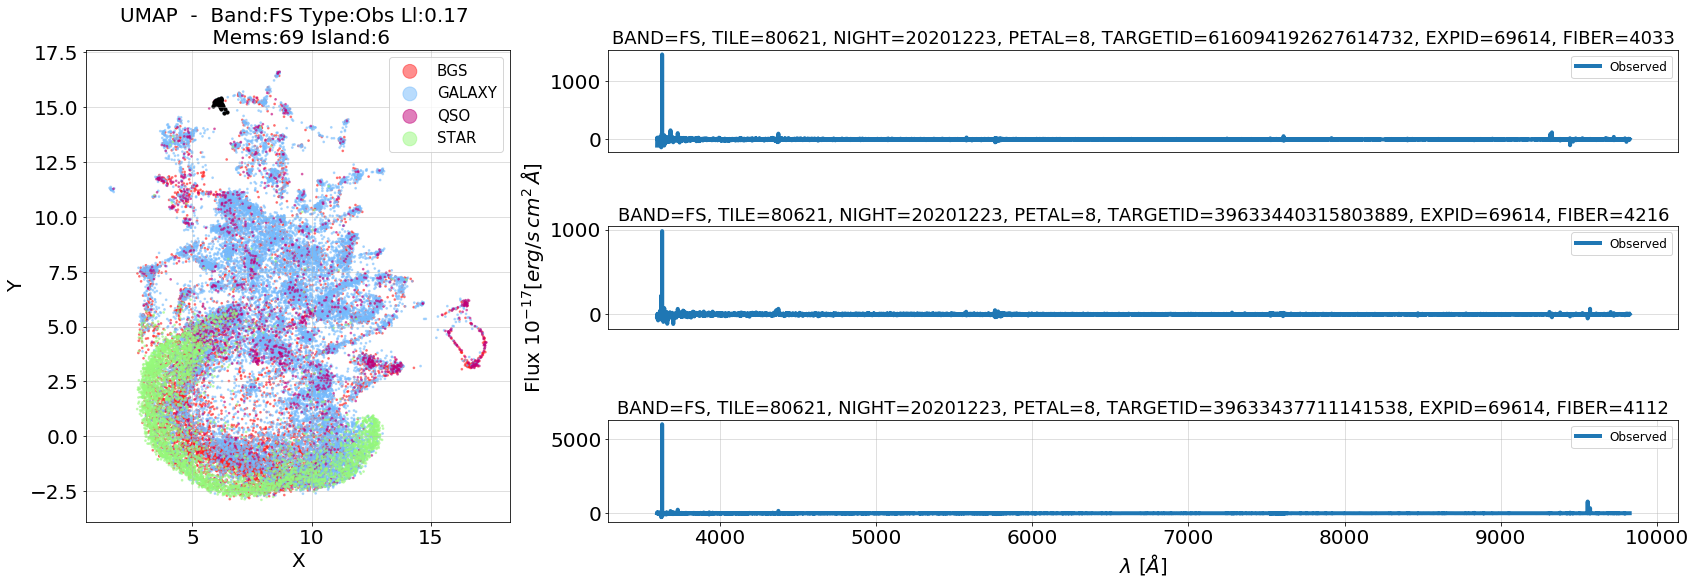 UMAP - Band:FS Type:Obs Ll:0.17
Mems:69 Island:6
17.5
15.0
12.5
10.0
7.5
5.0
2.5
0.0
−2.5
Y
5
10
15
X
BGS
GALAXY
QSO
STAR
Flux 10⁻¹⁷[erg/s cm² Å]
BAND=FS, TILE=80621, NIGHT=20201223, PETAL=8, TARGETID=616094192627614732, EXPID=69614, FIBER=4033
1000
0
Observed
BAND=FS, TILE=80621, NIGHT=20201223, PETAL=8, TARGETID=39633440315803889, EXPID=69614, FIBER=4216
1000
0
Observed
BAND=FS, TILE=80621, NIGHT=20201223, PETAL=8, TARGETID=39633437711141538, EXPID=69614, FIBER=4112
5000
0
Observed
4000
5000
6000
7000
8000
9000
10000
λ [Å]